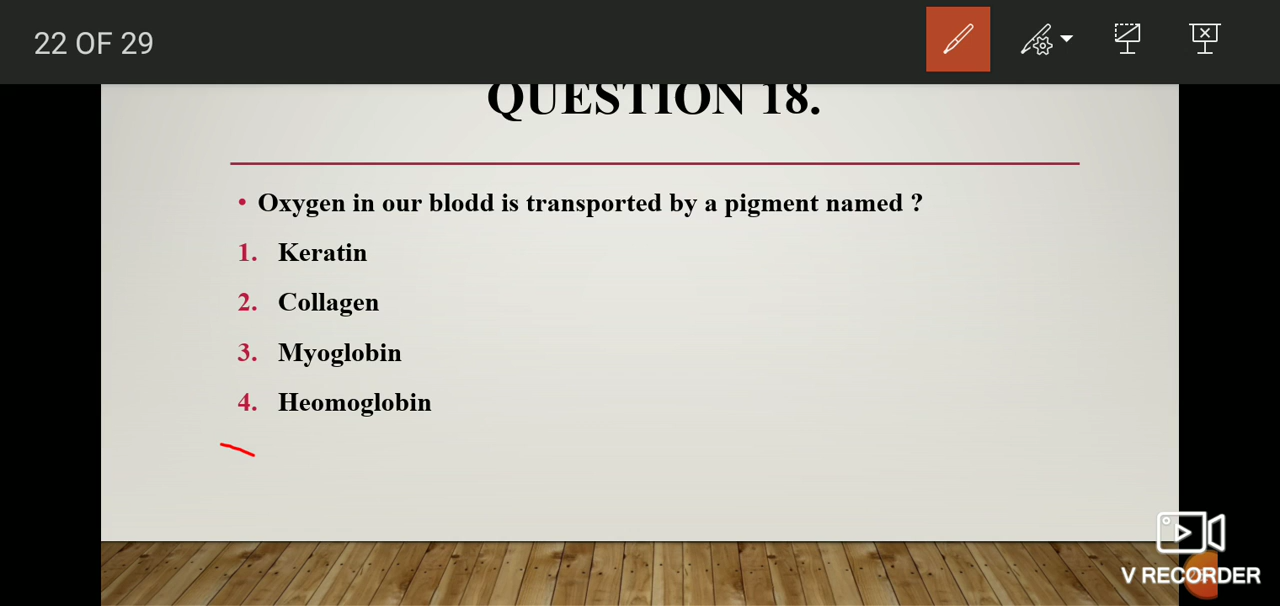 22 OF 29
QUESTION 18.
• Oxygen in our blodd is transported by a pigment named ?
1. Keratin
2. Collagen
3. Myoglobin
4. Heomoglobin
V RECORDER